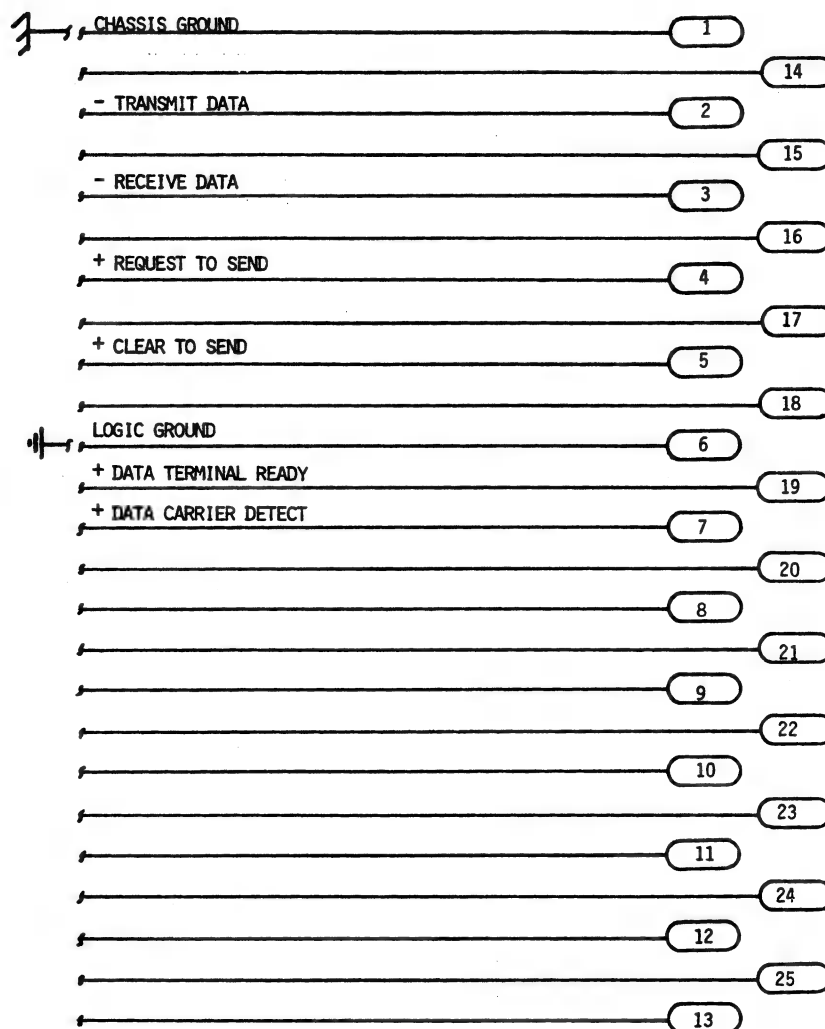 CHASSIS GROUND 1
14
- TRANSMIT DATA 2
15
- RECEIVE DATA 3
16
+ REQUEST TO SEND 4
17
+ CLEAR TO SEND 5
18
LOGIC GROUND 6
+ DATA TERMINAL READY 19
+ DATA CARRIER DETECT 7
20
8
21
9
22
10
23
11
24
12
25
13